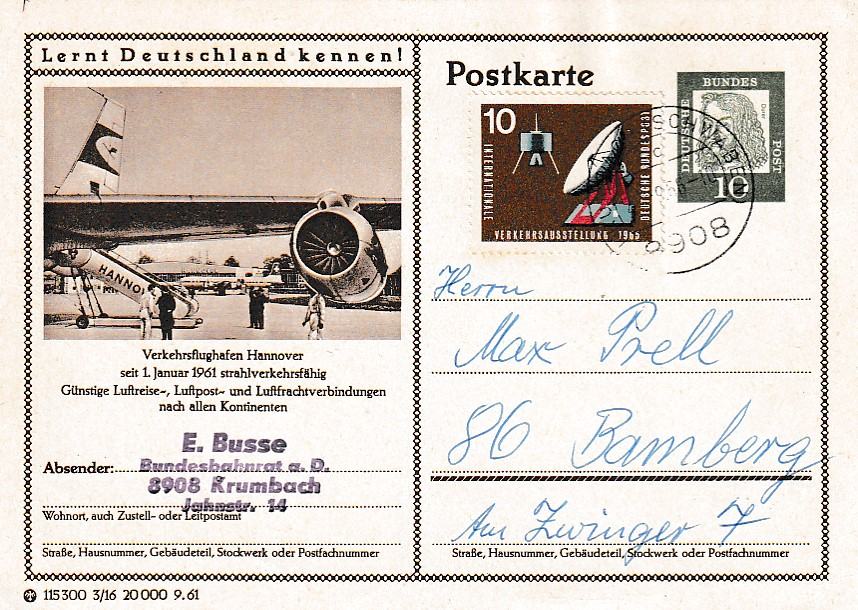 Lernt Deutschland kennen!
HANNO
Verkehrsflughafen Hannover
seit 1. Januar 1961 strahlverkehrsfähig
Günstige Luftreise-, Luftpost- und Luftfrachtverbindungen
nach allen Kontinenten
E. Busse
Bundesbahnrat a. D.
8908 Krumbach
Jahnstr. 14
Absender:
Wohnort, auch Zustell- oder Leitpostamt
Straße, Hausnummer, Gebäudeteil, Stockwerk oder Postfachnummer
115300 3/16 20000 9.61
Postkarte
10
INTERNATIONALE
VERKEHRSAUSSTELLUNG 1965
DEUTSCHE BUNDESPOST
DEUTSCHE
BUNDES
POST
Dürer
10
SCHWABEN
8908
Herrn
Max Prell
86 Bamberg
Am Zwinger 7
Straße, Hausnummer, Gebäudeteil, Stockwerk oder Postfachnummer